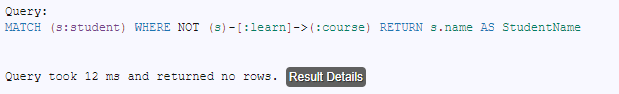 Query:
MATCH (s:student) WHERE NOT (s)-[:learn]->(:course) RETURN s.name AS StudentName
Query took 12 ms and returned no rows. Result Details